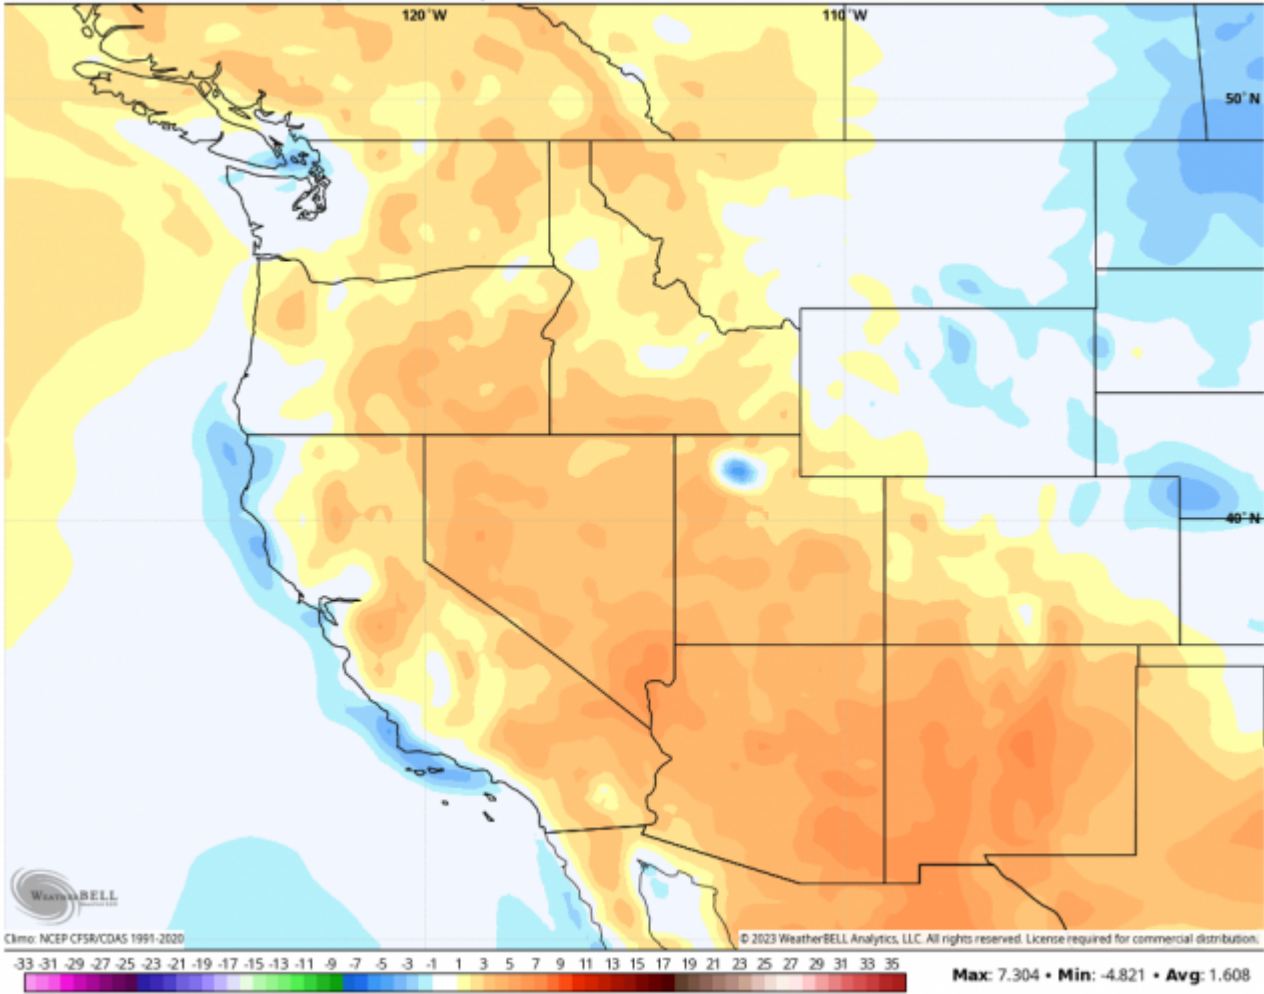 120°W 110°W
50°N
40°N
WEATHERBELL
Climo: NCEP CFSR/CDAS 1991-2020 © 2023 WeatherBELL Analytics, LLC. All rights reserved. License required for commercial distribution.
-33 -31 -29 -27 -25 -23 -21 -19 -17 -15 -13 -11 -9 -7 -5 -3 -1 1 3 5 7 9 11 13 15 17 19 21 23 25 27 29 31 33 35
Max: 7.304 • Min: -4.821 • Avg: 1.608